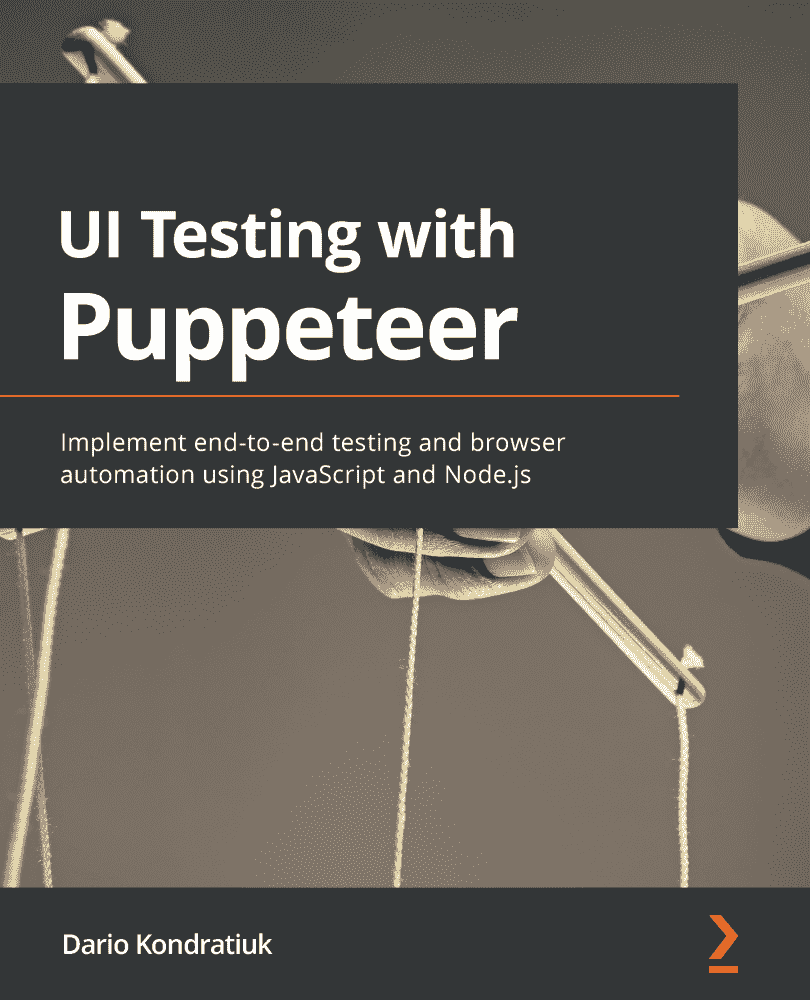 UI Testing with
Puppeteer
Implement end-to-end testing and browser
automation using JavaScript and Node.js
Dario Kondratiuk